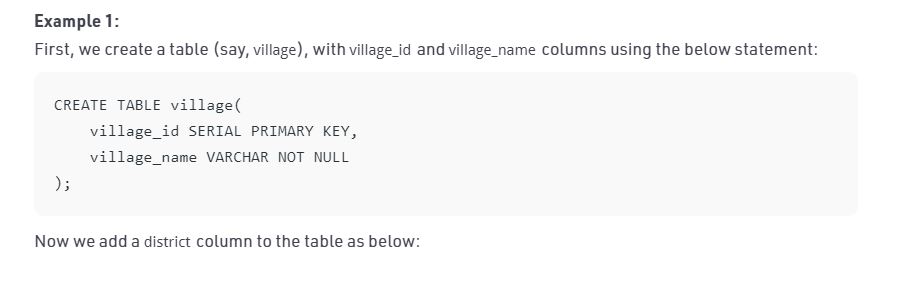 Example 1:
First, we create a table (say, village), with village_id and village_name columns using the below statement:
CREATE TABLE village(
    village_id SERIAL PRIMARY KEY,
    village_name VARCHAR NOT NULL
);
Now we add a district column to the table as below: